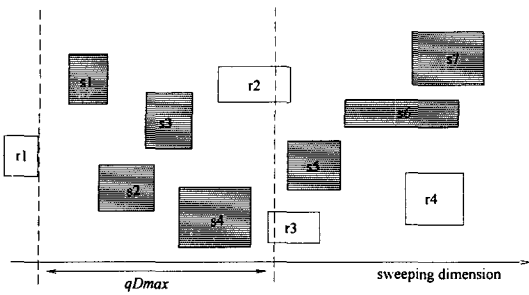 s7
s1
r2
s6
s3
r1
s5
s2
r4
s4
r3
sweeping dimension
qDmax